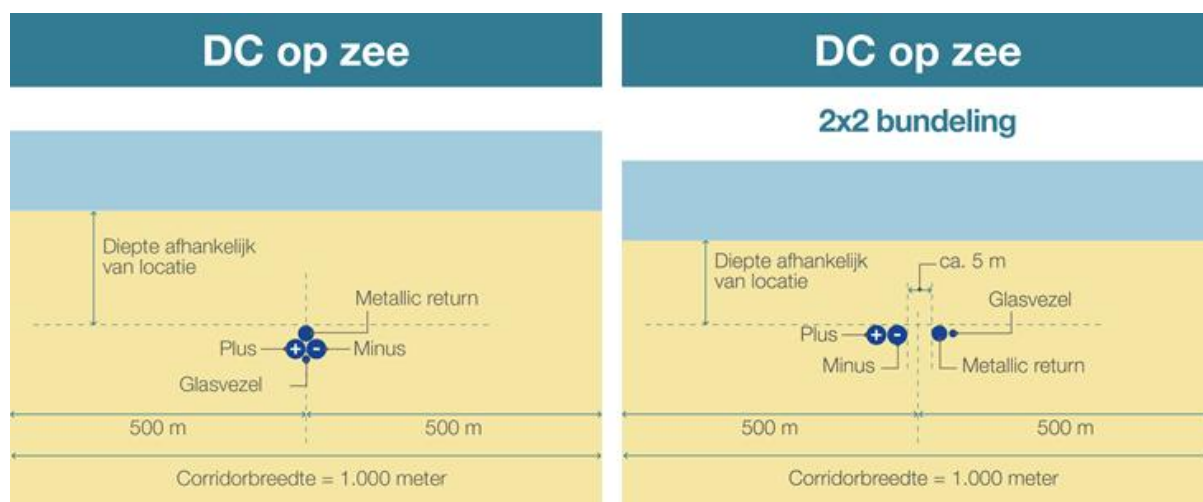 DC op zee
Diepte afhankelijk
van locatie
Metallic return
Plus
+
-
Minus
Glasvezel
500 m
500 m
Corridorbreedte = 1.000 meter
DC op zee
2x2 bundeling
Diepte afhankelijk
van locatie
ca. 5 m
Glasvezel
Plus
+
-
Minus
Metallic return
500 m
500 m
Corridorbreedte = 1.000 meter